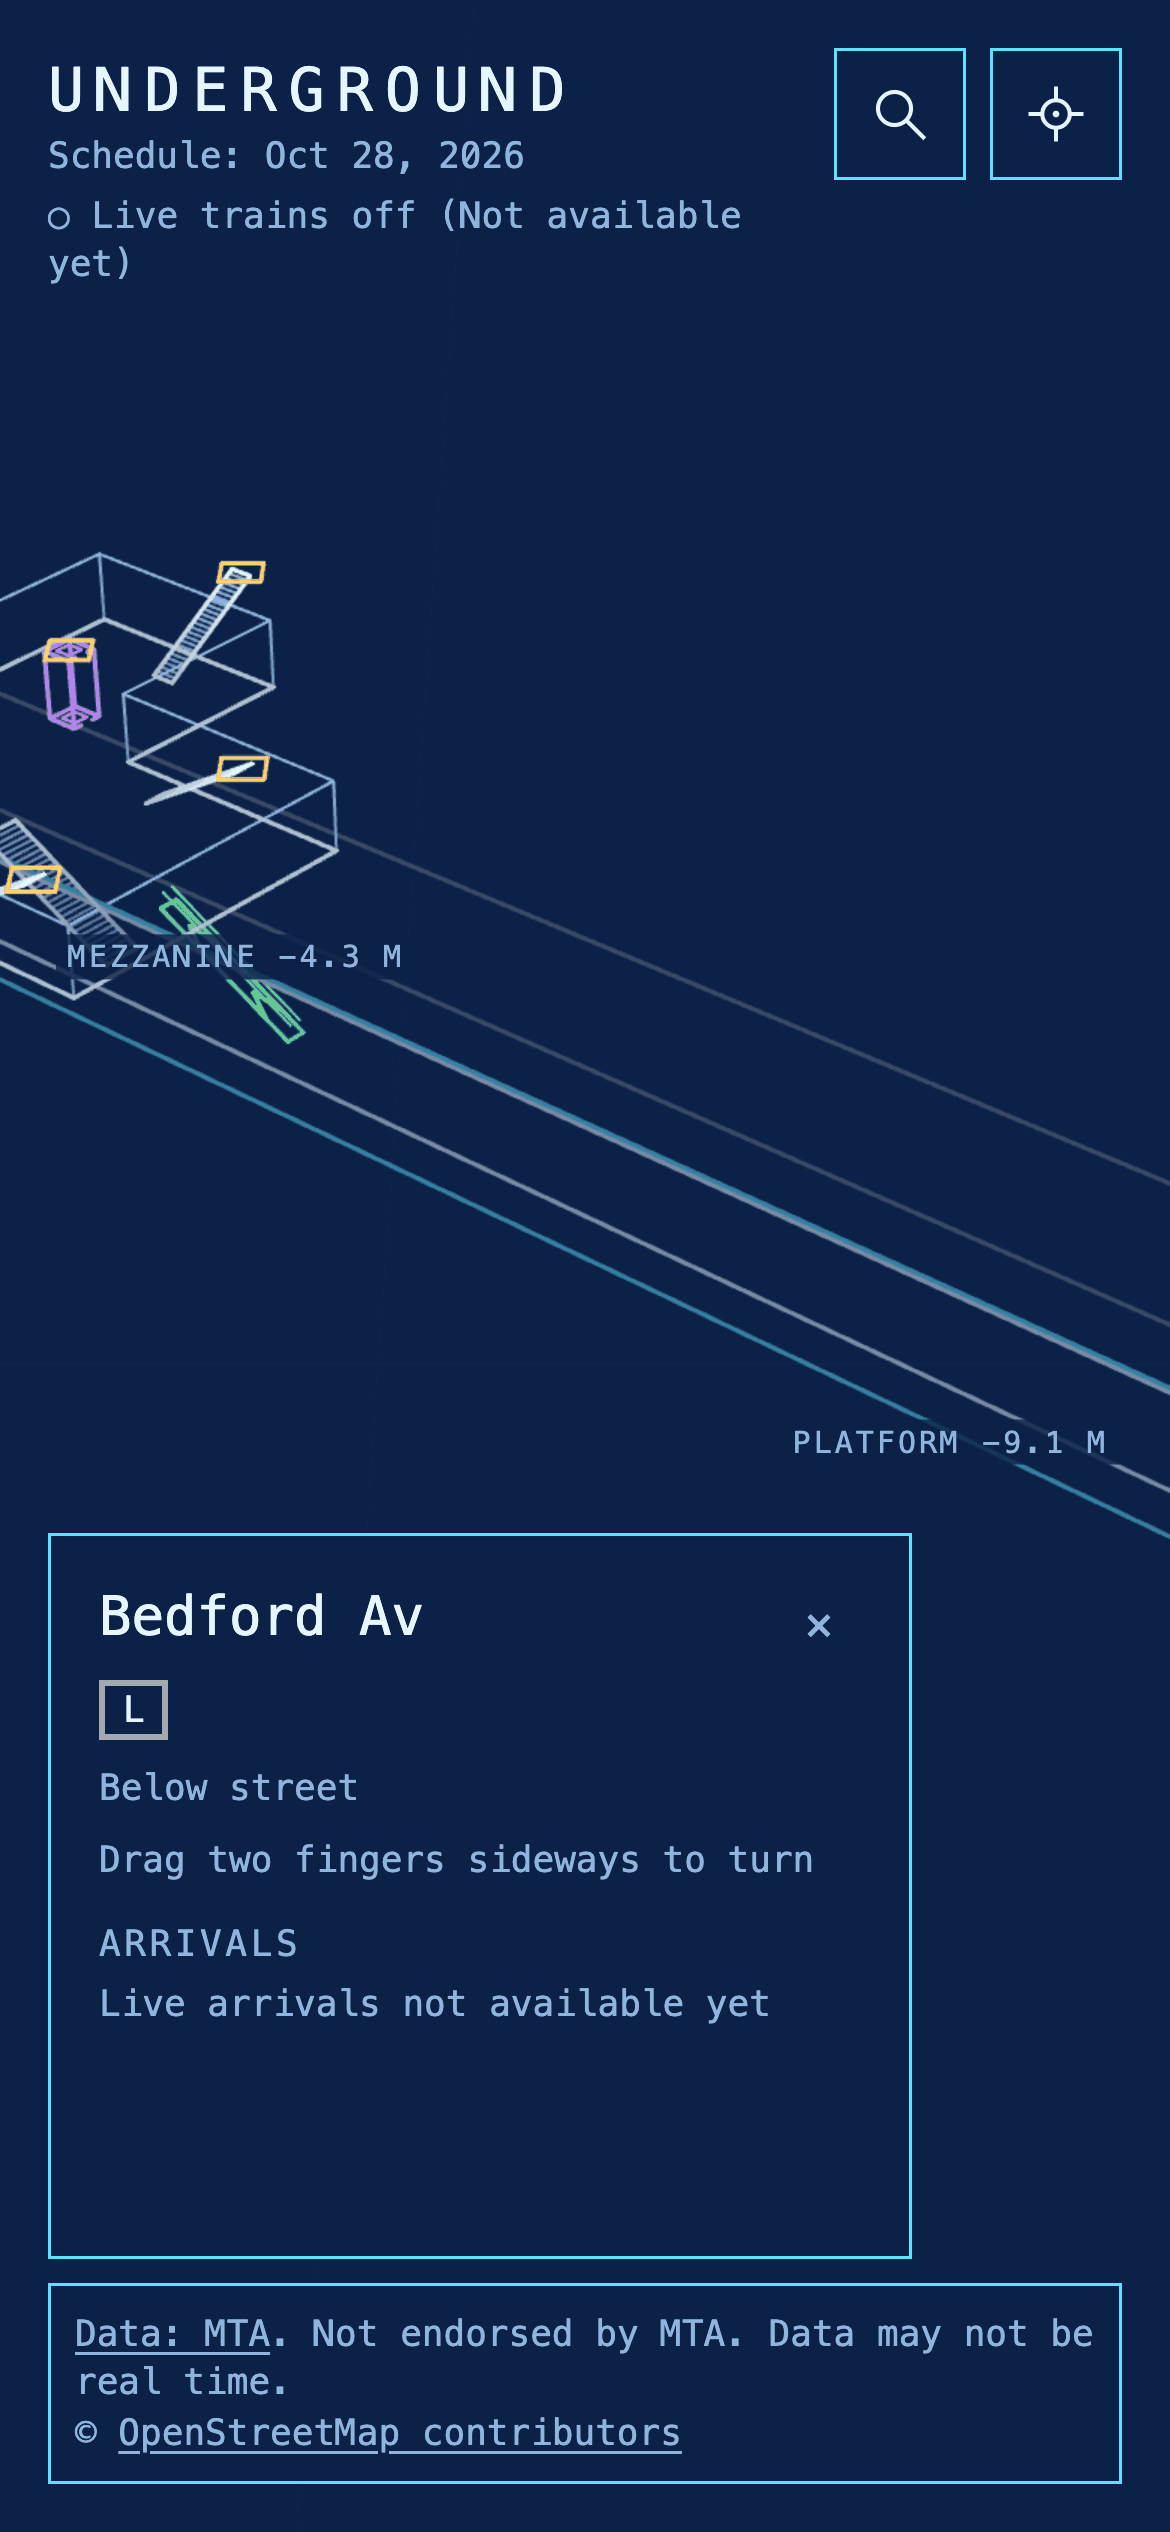 UNDERGROUND
Schedule: Oct 28, 2026
○ Live trains off (Not available
yet)
MEZZANINE −4.3 M
PLATFORM −9.1 M
Bedford Av
×
L
Below street
Drag two fingers sideways to turn
ARRIVALS
Live arrivals not available yet
Data: MTA. Not endorsed by MTA. Data may not be
real time.
© OpenStreetMap contributors